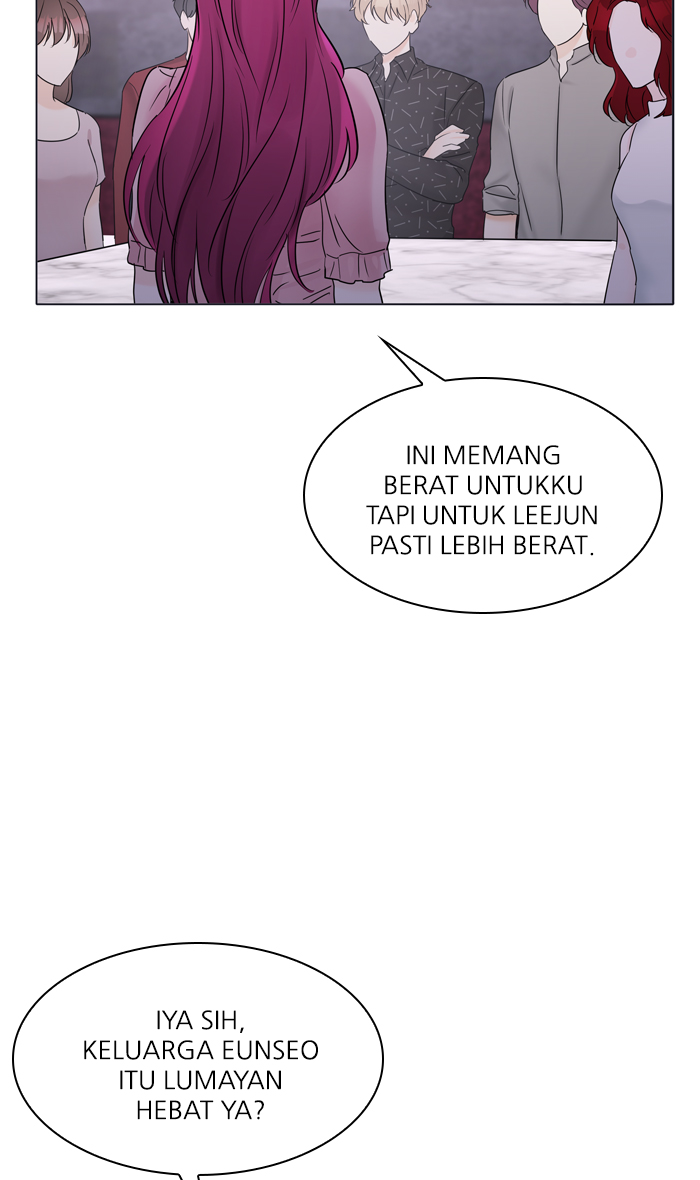 INI MEMANG
BERAT UNTUKKU
TAPI UNTUK LEEJUN
PASTI LEBIH BERAT.
IYA SIH,
KELUARGA EUNSEO
ITU LUMAYAN
HEBAT YA?